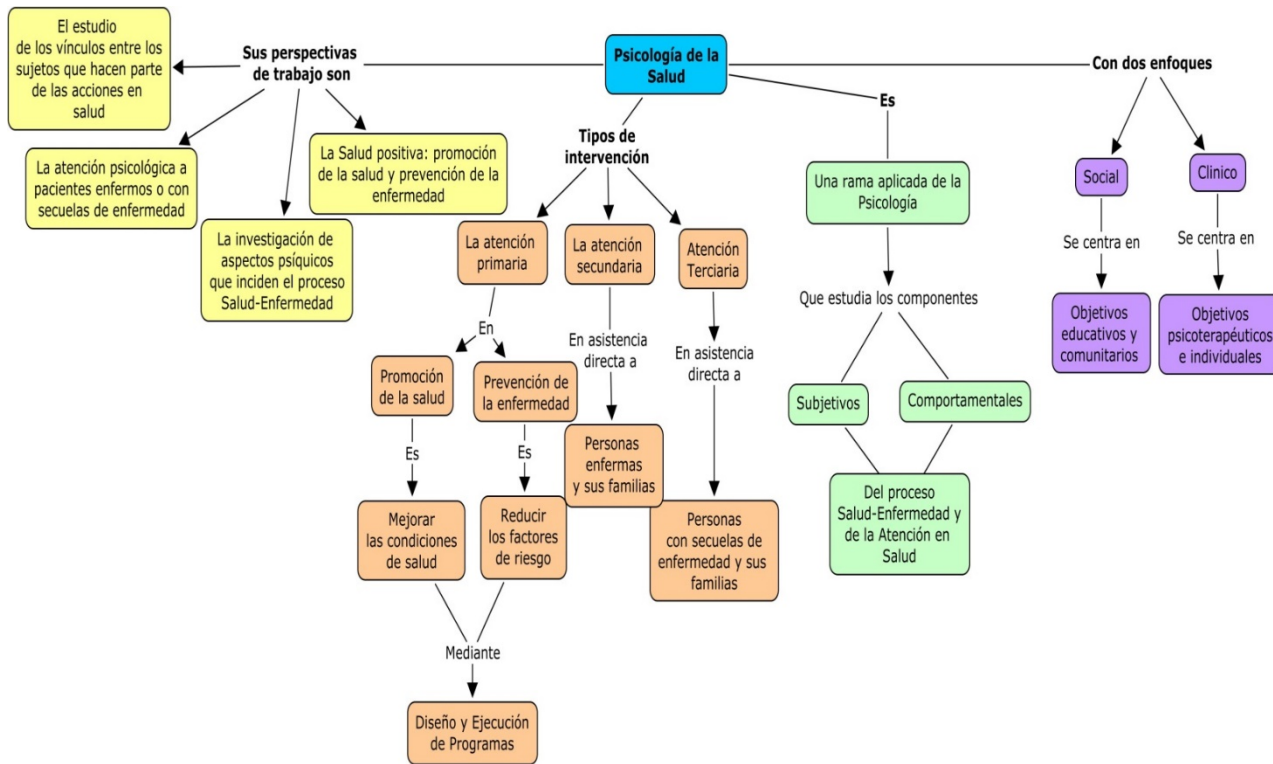 El estudio
de los vínculos entre los
sujetos que hacen parte
de las acciones en
salud
Sus perspectivas
de trabajo son
Psicología de la
Salud
Con dos enfoques
Es
La atención psicológica a
pacientes enfermos o con
secuelas de enfermedad
La Salud positiva: promoción
de la salud y prevención de la
enfermedad
La investigación de
aspectos psíquicos
que inciden el proceso
Salud-Enfermedad
Tipos de
intervención
La atención
primaria
La atención
secundaria
Atención
Terciaria
En
En asistencia
directa a
En asistencia
directa a
Promoción
de la salud
Prevención de
la enfermedad
Es
Es
Personas
enfermas
y sus familias
Mejorar
las condiciones
de salud
Reducir
los factores
de riesgo
Personas
con secuelas de
enfermedad y sus
familias
Mediante
Diseño y Ejecución
de Programas
Una rama aplicada de la
Psicología
Que estudia los componentes
Subjetivos
Comportamentales
Del proceso
Salud-Enfermedad y
de la Atención en
Salud
Social
Clinico
Se centra en
Se centra en
Objetivos
educativos y
comunitarios
Objetivos
psicoterapéuticos
e individuales